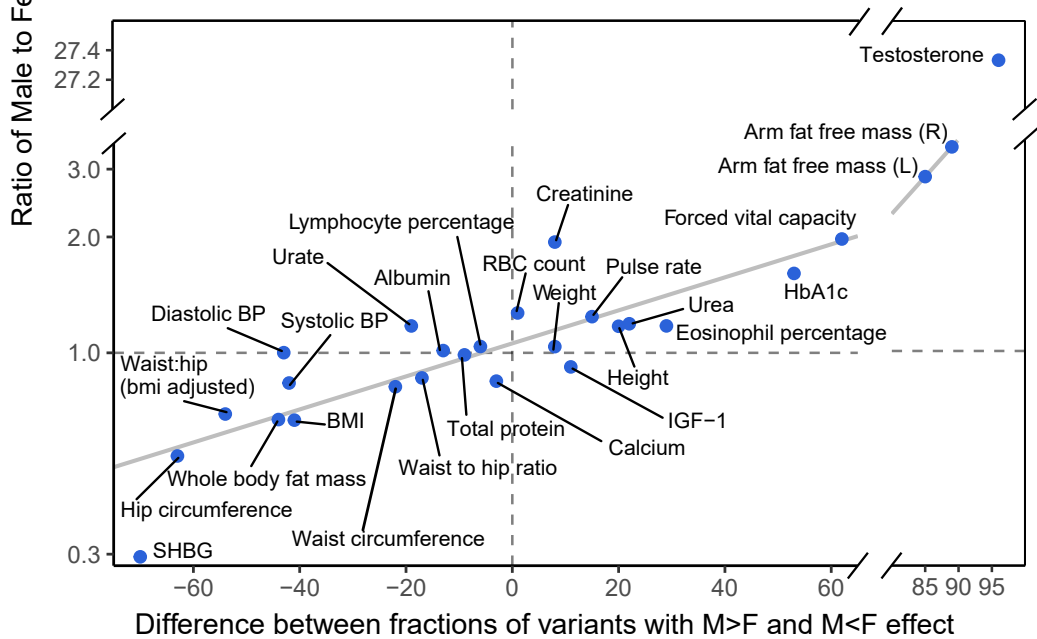 Ratio of Male to
27.4
27.2
3.0
2.0
1.0
0.3
Testosterone
Arm fat free mass (R)
Arm fat free mass (L)
Creatinine
Forced vital capacity
Lymphocyte percentage
Urate
RBC count
Pulse rate
Albumin
Weight
HbA1c
Diastolic BP
Systolic BP
Urea
Eosinophil percentage
Waist:hip
(bmi adjusted)
Height
BMI
IGF−1
Total protein
Calcium
Waist to hip ratio
Whole body fat mass
Hip circumference
Waist circumference
SHBG
−60
−40
−20
0
20
40
60
85
90
95
Difference between fractions of variants with M>F and M<F effect